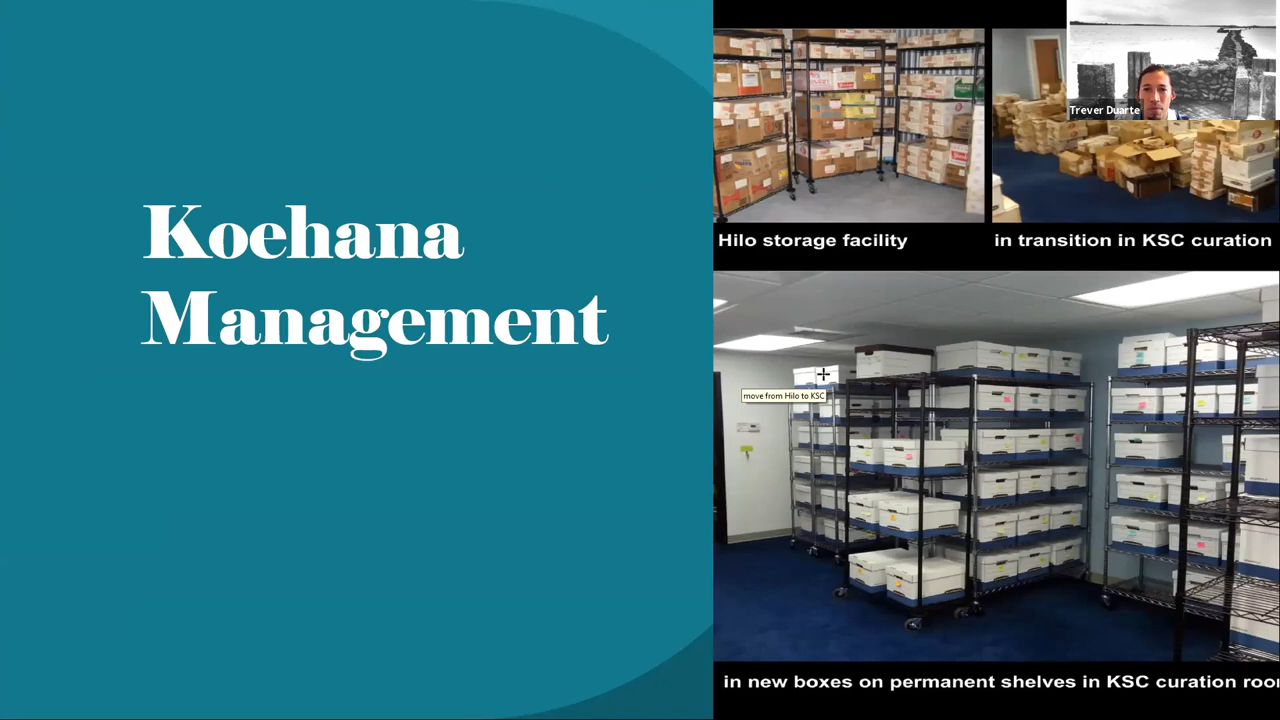 Koehana
Management
Trever Duarte
Hilo storage facility
in transition in KSC curation
move from Hilo to KSC
in new boxes on permanent shelves in KSC curation roo